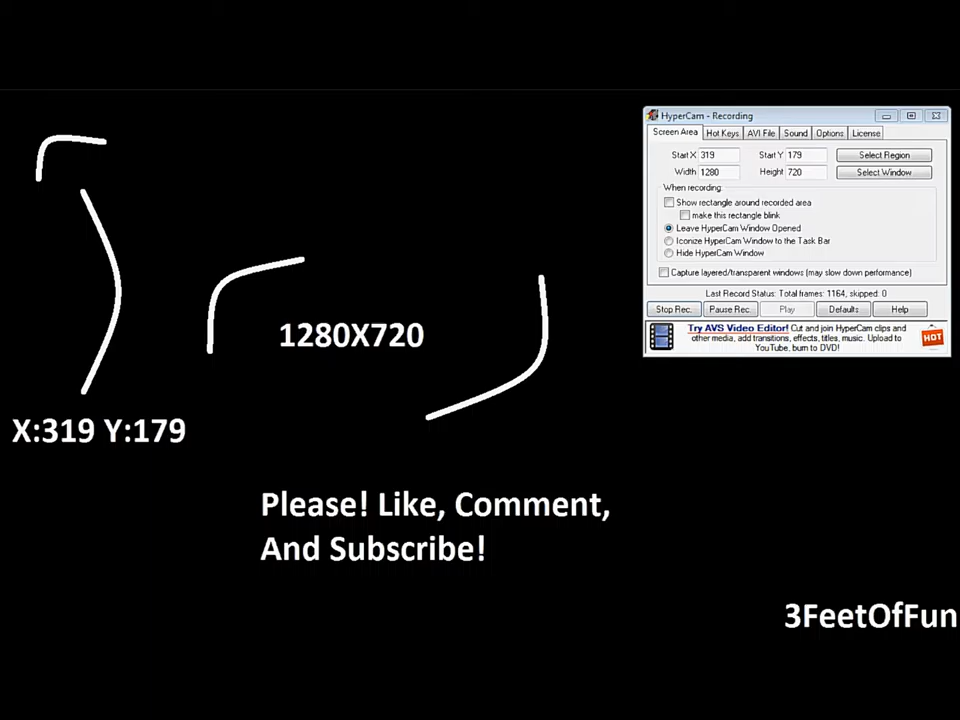 HyperCam - Recording
Screen Area Hot Keys AVI File Sound Options License
Start X 319 Start Y 179 Select Region
Width 1280 Height 720 Select Window
When recording:
Show rectangle around recorded area
make this rectangle blink
Leave HyperCam Window Opened
Iconize HyperCam Window to the Task Bar
Hide HyperCam Window
Capture layered/transparent windows (may slow down performance)
Last Record Status: Total frames: 1164, skipped: 0
Stop Rec. Pause Rec. Play Defaults Help
Try AVS Video Editor! Cut and join HyperCam clips and
other media, add transitions, effects, titles, music. Upload to
YouTube, burn to DVD!
HOT
1280X720
X:319 Y:179
Please! Like, Comment,
And Subscribe!
3FeetOfFun